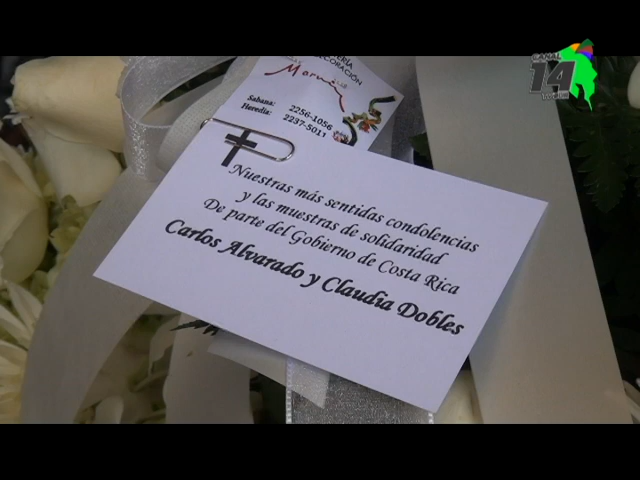 CANAL
14
DECORACIÓN
Sabana: 2256-1056
Heredia: 2237-5011
Nuestras más sentidas condolencias
y las muestras de solidaridad
De parte del Gobierno de Costa Rica
Carlos Alvarado y Claudia Dobles